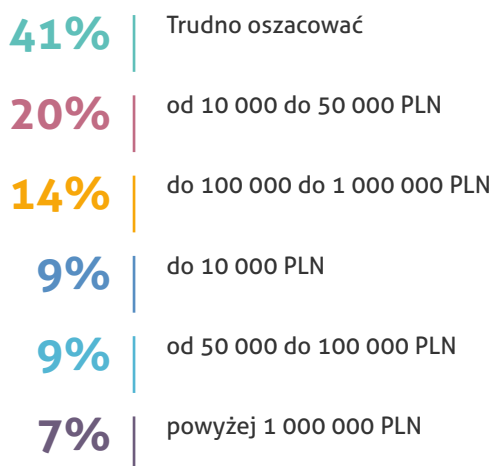 41% Trudno oszacować
20% od 10 000 do 50 000 PLN
14% do 100 000 do 1 000 000 PLN
9% do 10 000 PLN
9% od 50 000 do 100 000 PLN
7% powyżej 1 000 000 PLN